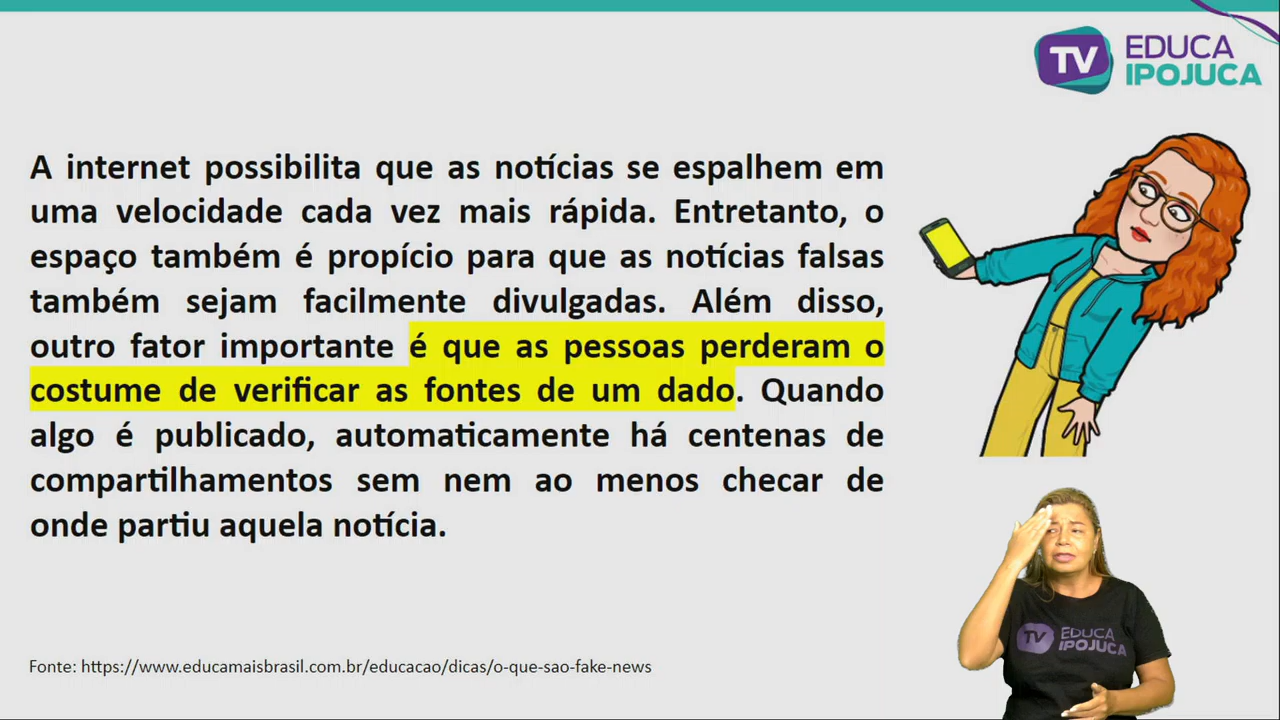 TV EDUCA
IPOJUCA
A internet possibilita que as notícias se espalhem em
uma velocidade cada vez mais rápida. Entretanto, o
espaço também é propício para que as notícias falsas
também sejam facilmente divulgadas. Além disso,
outro fator importante é que as pessoas perderam o
costume de verificar as fontes de um dado. Quando
algo é publicado, automaticamente há centenas de
compartilhamentos sem nem ao menos checar de
onde partiu aquela notícia.
TV EDUCA
IPOJUCA
Fonte: https://www.educamaisbrasil.com.br/educacao/dicas/o-que-sao-fake-news